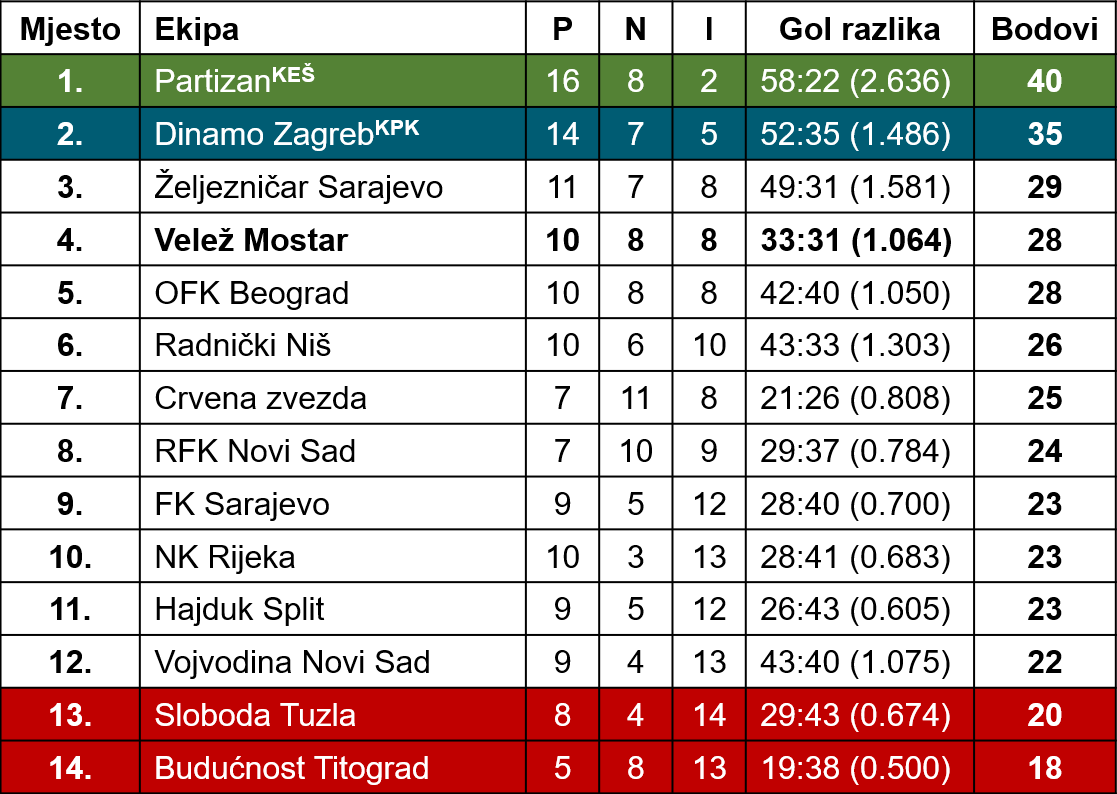 Mjesto Ekipa P N I Gol razlika Bodovi
1. PartizanKEŠ 16 8 2 58:22 (2.636) 40
2. Dinamo ZagrebKPK 14 7 5 52:35 (1.486) 35
3. Željezničar Sarajevo 11 7 8 49:31 (1.581) 29
4. Velež Mostar 10 8 8 33:31 (1.064) 28
5. OFK Beograd 10 8 8 42:40 (1.050) 28
6. Radnički Niš 10 6 10 43:33 (1.303) 26
7. Crvena zvezda 7 11 8 21:26 (0.808) 25
8. RFK Novi Sad 7 10 9 29:37 (0.784) 24
9. FK Sarajevo 9 5 12 28:40 (0.700) 23
10. NK Rijeka 10 3 13 28:41 (0.683) 23
11. Hajduk Split 9 5 12 26:43 (0.605) 23
12. Vojvodina Novi Sad 9 4 13 43:40 (1.075) 22
13. Sloboda Tuzla 8 4 14 29:43 (0.674) 20
14. Budućnost Titograd 5 8 13 19:38 (0.500) 18